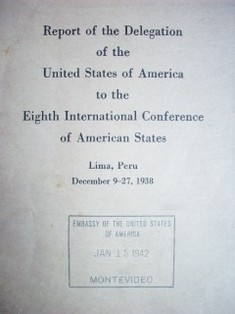 Report of the Delegation
of the
United States of America
to the
Eighth International Conference
of American States
Lima, Peru
December 9-27, 1938
EMBASSY OF THE UNITED STATES
OF AMERICA
JAN 15 1942
MONTEVIDEO